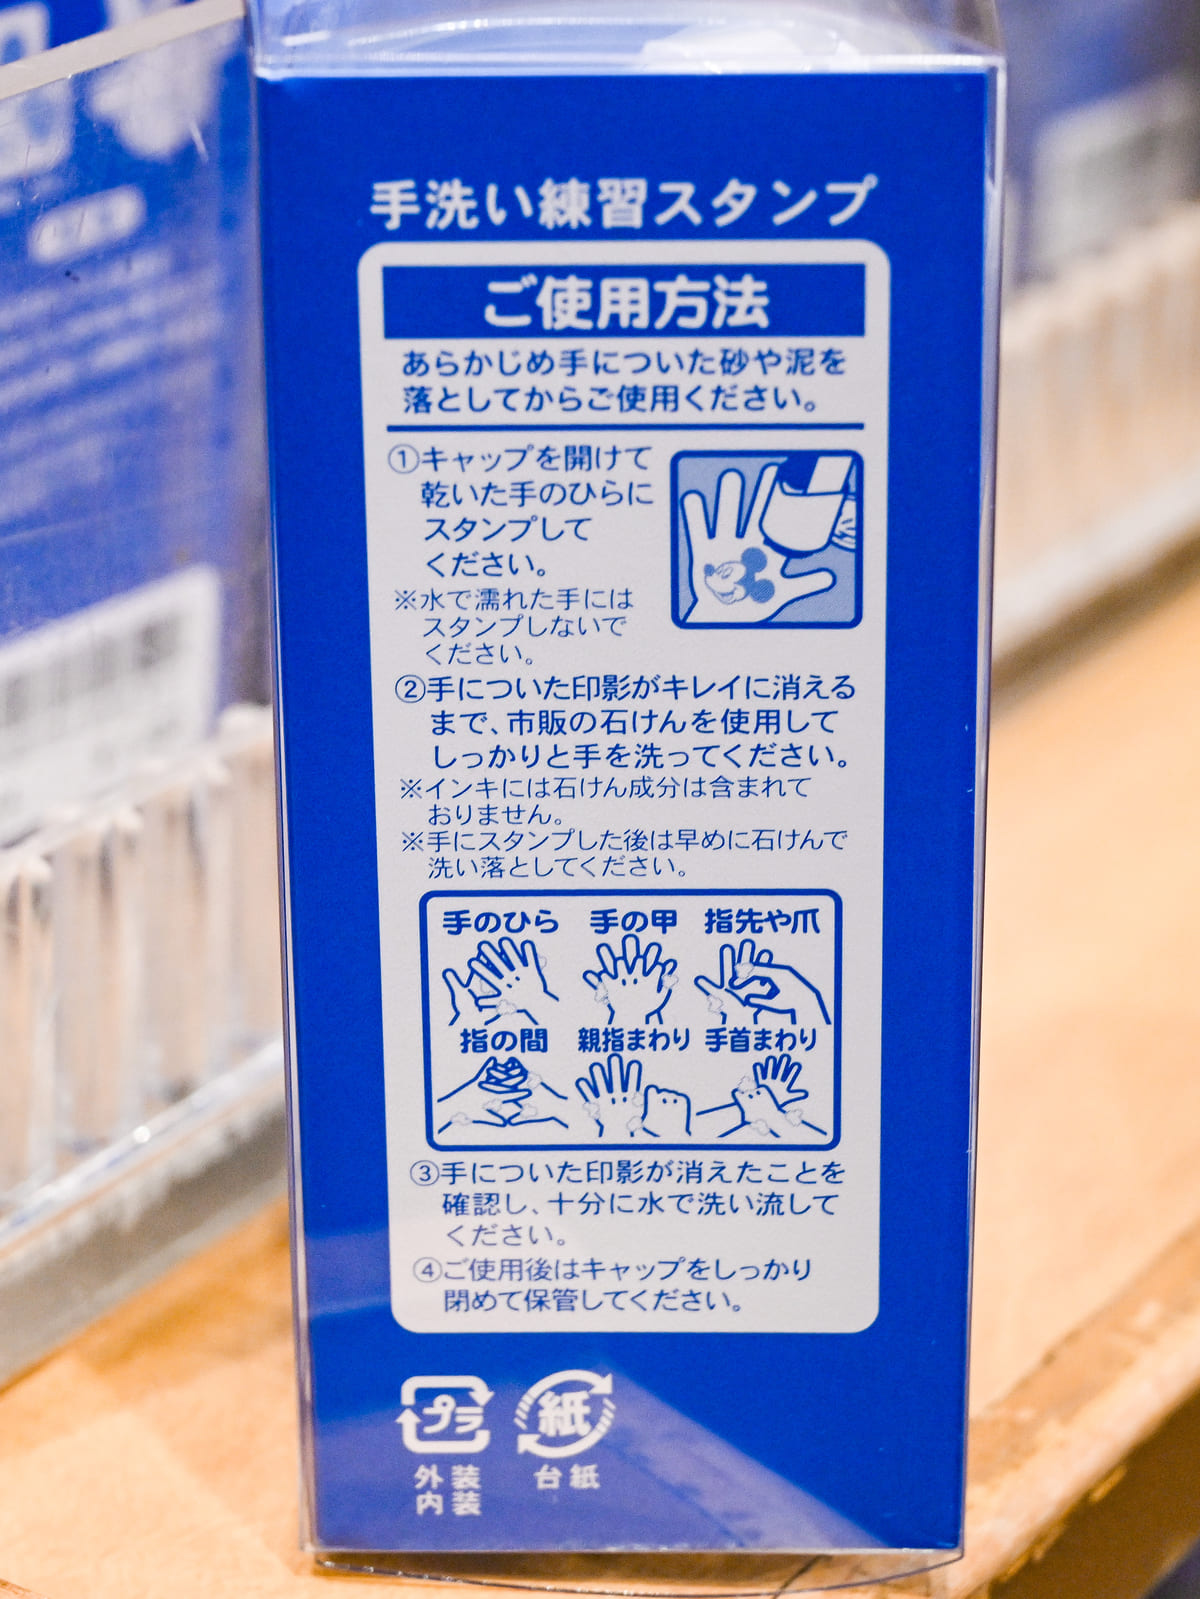 手洗い練習スタンプ
ご使用方法
あらかじめ手についた砂や泥を
落としてからご使用ください。
①キャップを開けて
乾いた手のひらに
スタンプして
ください。
※水で濡れた手には
スタンプしないで
ください。
②手についた印影がキレイに消える
まで、市販の石けんを使用して
しっかりと手を洗ってください。
※インキには石けん成分は含まれて
おりません。
※手にスタンプした後は早めに石けんで
洗い落としてください。
手のひら 手の甲 指先や爪
指の間 親指まわり 手首まわり
③手についた印影が消えたことを
確認し、十分に水で洗い流して
ください。
④ご使用後はキャップをしっかり
閉めて保管してください。
プラ 紙
外装 台紙
内装